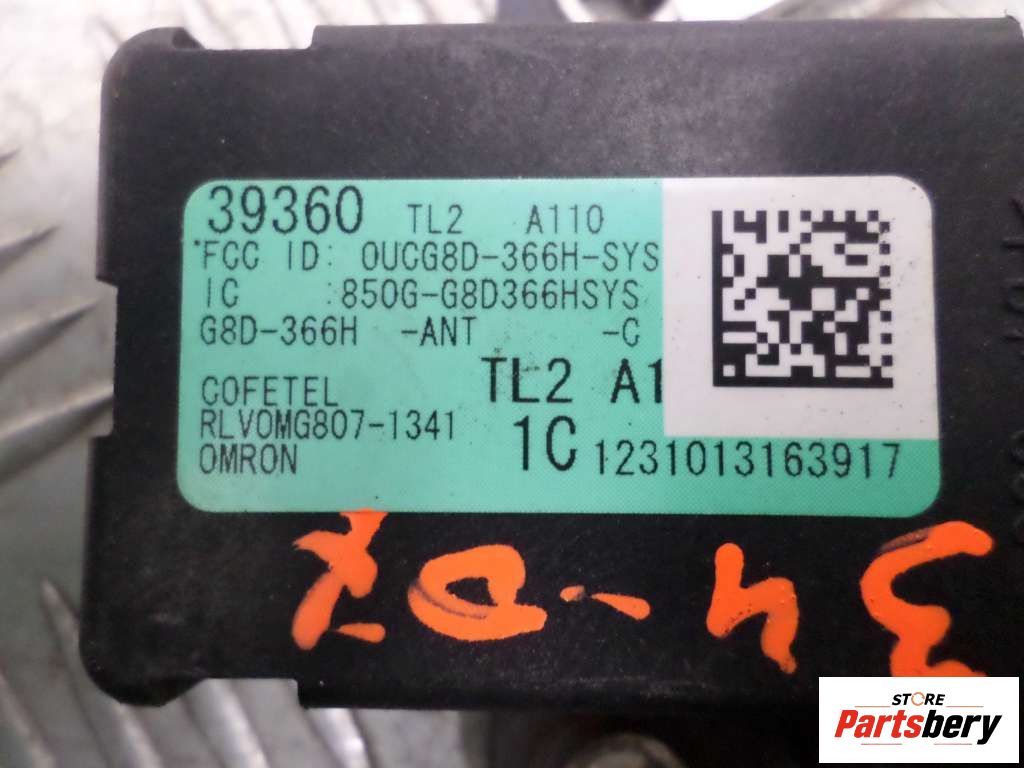 39360 TL2 A110
*FCC ID: OUCG8D-366H-SYS
IC :850G-G8D366HSYS
G8D-366H -ANT -C
COFETEL TL2 A1
RLVOMG807-1341
OMRON 1C 1231013163917
STORE
Partsbery